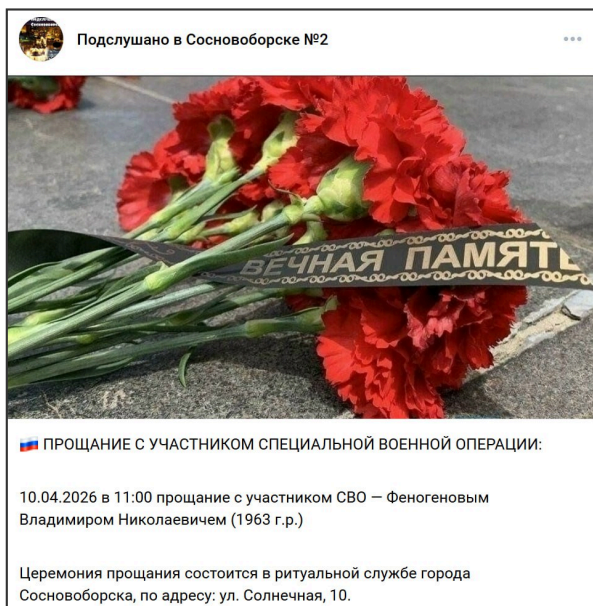 Подслушано в Сосновоборске №2
ВЕЧНАЯ ПАМЯТЬ
ПРОЩАНИЕ С УЧАСТНИКОМ СПЕЦИАЛЬНОЙ ВОЕННОЙ ОПЕРАЦИИ:
10.04.2026 в 11:00 прощание с участником СВО — Феногеновым
Владимиром Николаевичем (1963 г.р.)
Церемония прощания состоится в ритуальной службе города
Сосновоборска, по адресу: ул. Солнечная, 10.